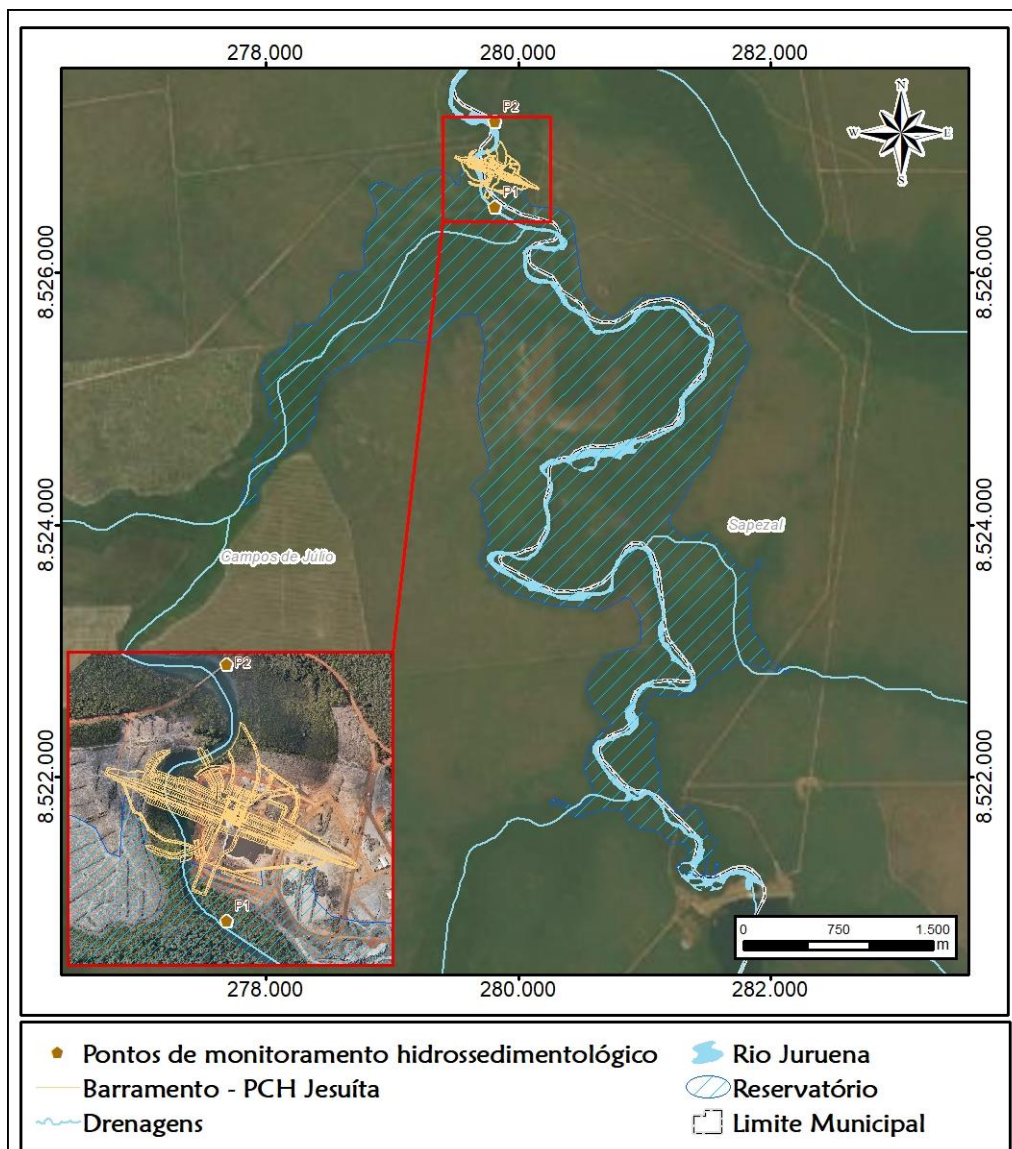 278.000 280.000 282.000
N
W E
S
P2
P1
8.526.000 8.526.000
8.524.000 8.524.000
Sapezal
Campos de Júlio
P2
8.522.000 8.522.000
P1
0 750 1.500
m
278.000 280.000 282.000
Pontos de monitoramento hidrossedimentológico
Rio Juruena
Barramento - PCH Jesuíta
Reservatório
Drenagens
Limite Municipal